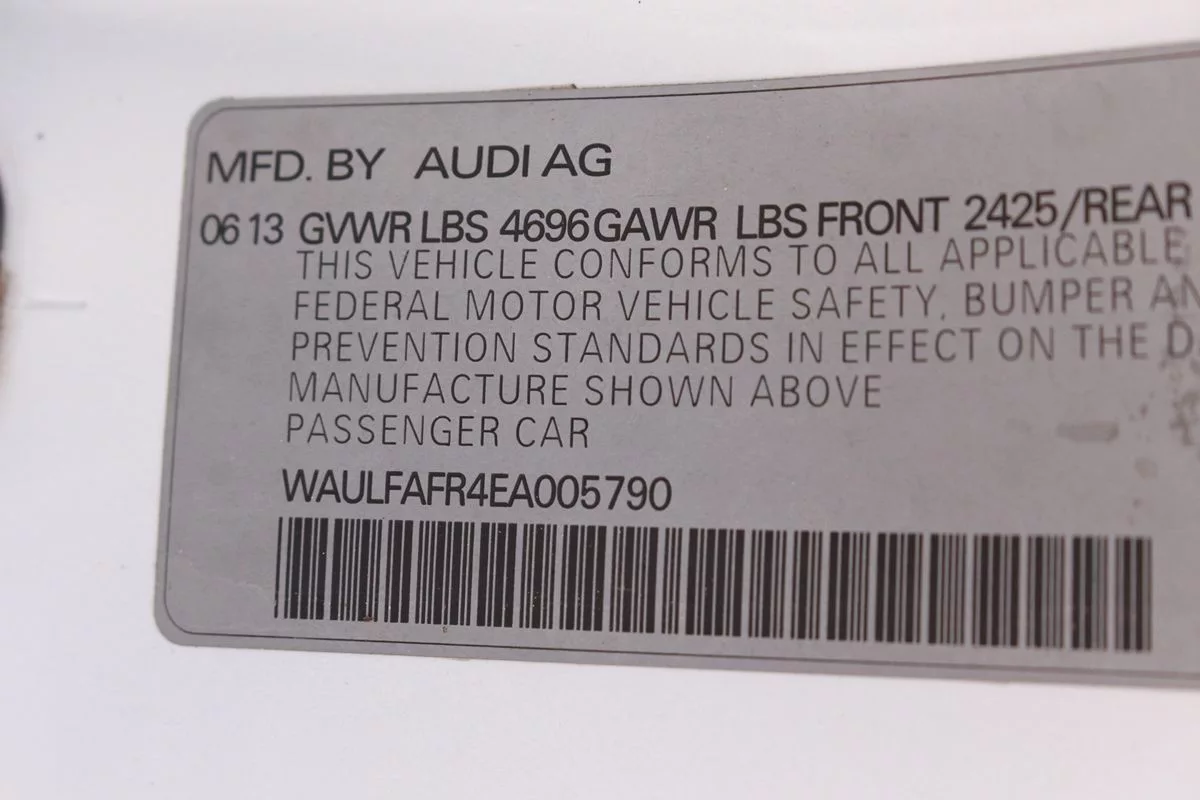 MFD. BY AUDI AG
06 13 GVWR LBS 4696 GAWR LBS FRONT 2425/REAR
THIS VEHICLE CONFORMS TO ALL APPLICABLE
FEDERAL MOTOR VEHICLE SAFETY, BUMPER AN
PREVENTION STANDARDS IN EFFECT ON THE D
MANUFACTURE SHOWN ABOVE
PASSENGER CAR
WAULFAFR4EA005790